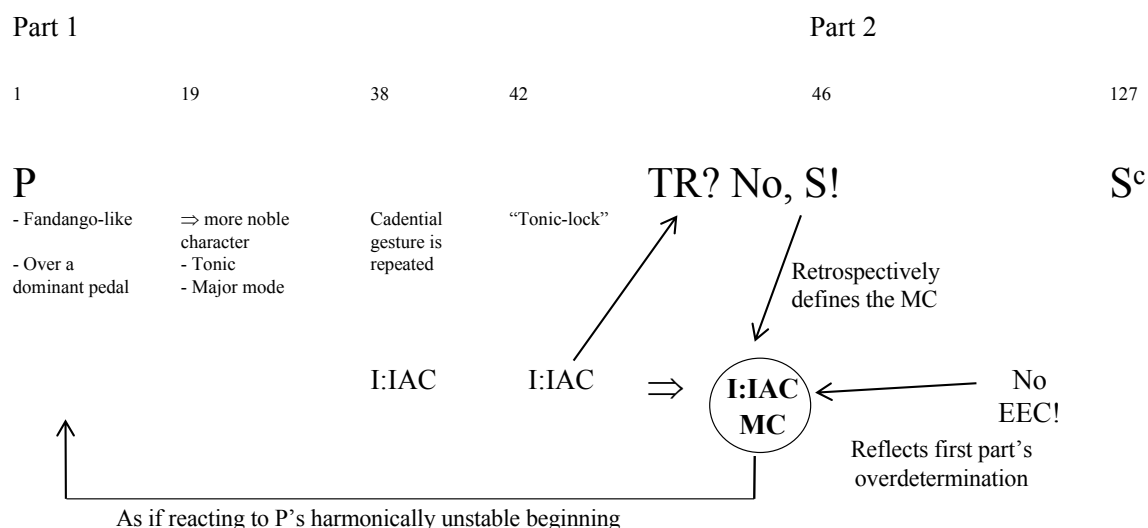 Part 1 Part 2
1 19 38 42 46 127
P TR? No, S! Sᶜ
- Fandango-like
- Over a
dominant pedal
⇒ more noble
character
- Tonic
- Major mode
Cadential
gesture is
repeated
“Tonic-lock”
Retrospectively
defines the MC
I:IAC I:IAC ⇒ I:IAC
MC
No
EEC!
Reflects first part’s
overdetermination
As if reacting to P’s harmonically unstable beginning